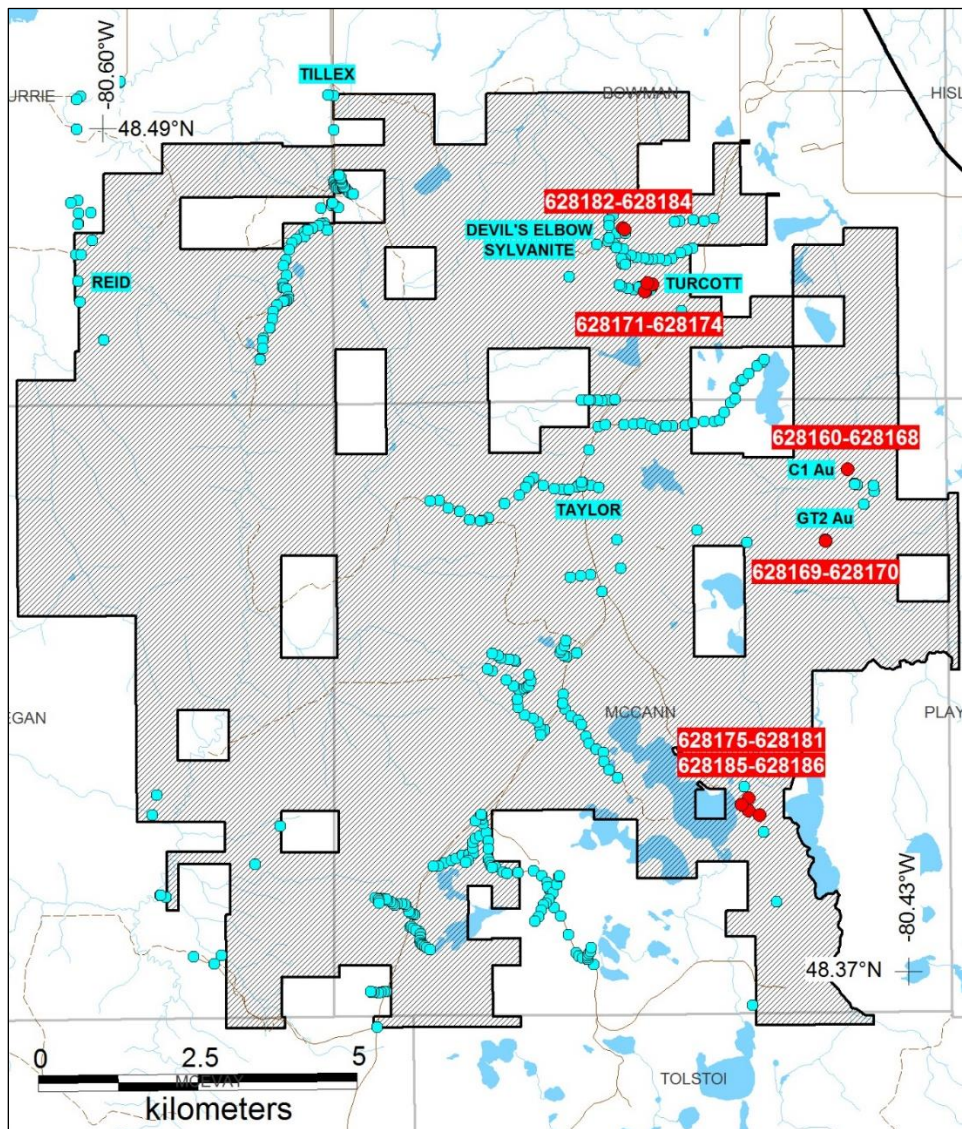 -80.60°W
TILLEX
URRIE
BOWMAN
HISL
48.49°N
628182-628184
DEVIL'S ELBOW
SYLVANITE
REID
TURCOTT
628171-628174
628160-628168
C1 Au
TAYLOR
GT2 Au
628169-628170
EGAN
MCCANN
PLAY
628175-628181
628185-628186
-80.43°W
48.37°N
0 2.5 5
MCEVAY
TOLSTOI
kilometers